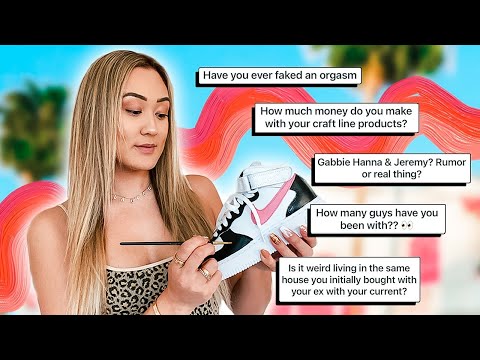 Have you ever faked an orgasm
How much money do you make
with your craft line products?
Gabbie Hanna & Jeremy? Rumor
or real thing?
How many guys have you
been with?? 👀
Is it weird living in the same
house you initially bought with
your ex with your current?